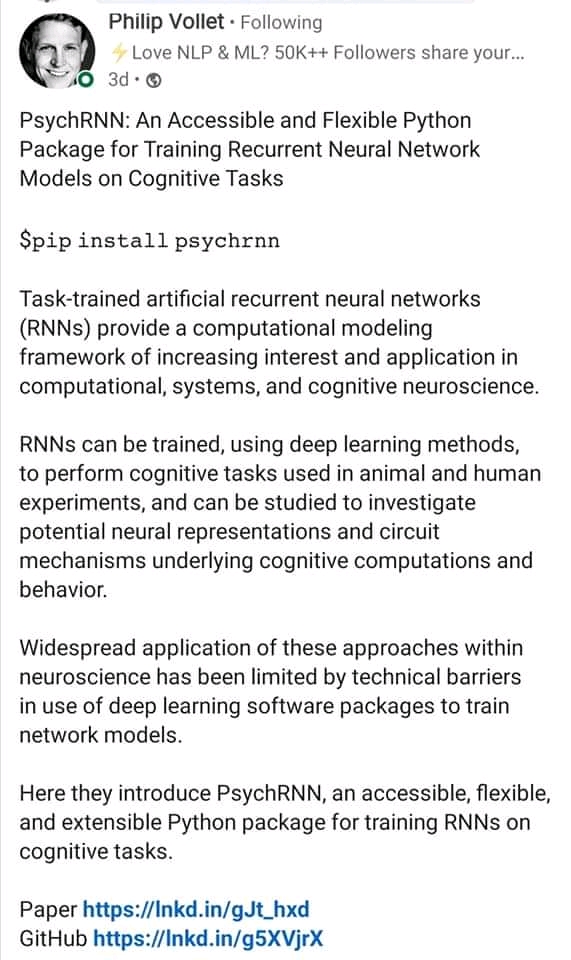 Philip Vollet • Following
⚡Love NLP & ML? 50K++ Followers share your...
3d •
PsychRNN: An Accessible and Flexible Python
Package for Training Recurrent Neural Network
Models on Cognitive Tasks
$pip install psychrnn
Task-trained artificial recurrent neural networks
(RNNs) provide a computational modeling
framework of increasing interest and application in
computational, systems, and cognitive neuroscience.
RNNs can be trained, using deep learning methods,
to perform cognitive tasks used in animal and human
experiments, and can be studied to investigate
potential neural representations and circuit
mechanisms underlying cognitive computations and
behavior.
Widespread application of these approaches within
neuroscience has been limited by technical barriers
in use of deep learning software packages to train
network models.
Here they introduce PsychRNN, an accessible, flexible,
and extensible Python package for training RNNs on
cognitive tasks.
Paper https://lnkd.in/gJt_hxd
GitHub https://lnkd.in/g5XVjrX